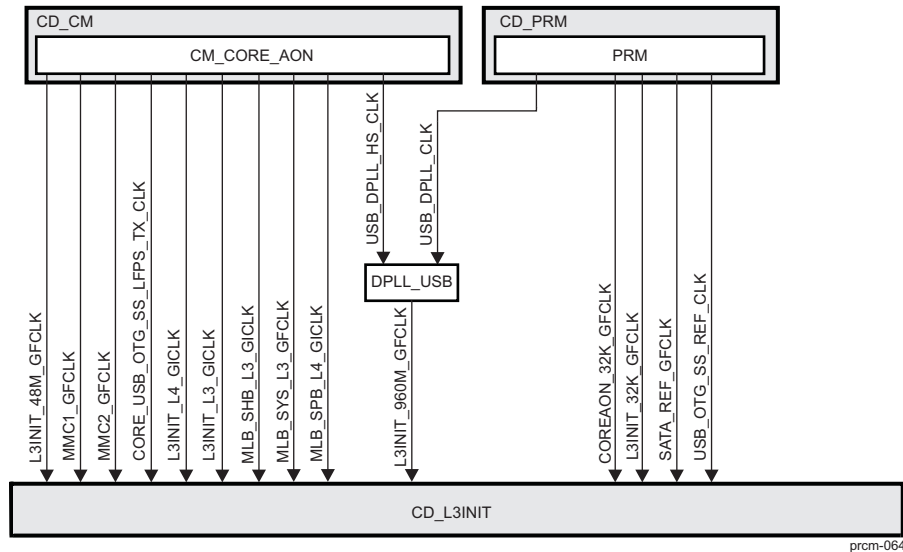 CD_CM
CM_CORE_AON
CD_PRM
PRM
L3INIT_48M_GFCLK
MMC1_GFCLK
MMC2_GFCLK
CORE_USB_OTG_SS_LFPS_TX_CLK
L3INIT_L4_GICLK
L3INIT_L3_GICLK
MLB_SHB_L3_GICLK
MLB_SYS_L3_GFCLK
MLB_SPB_L4_GICLK
USB_DPLL_HS_CLK
USB_DPLL_CLK
DPLL_USB
L3INIT_960M_GFCLK
COREAON_32K_GFCLK
L3INIT_32K_GFCLK
SATA_REF_GFCLK
USB_OTG_SS_REF_CLK
CD_L3INIT
prcm-064